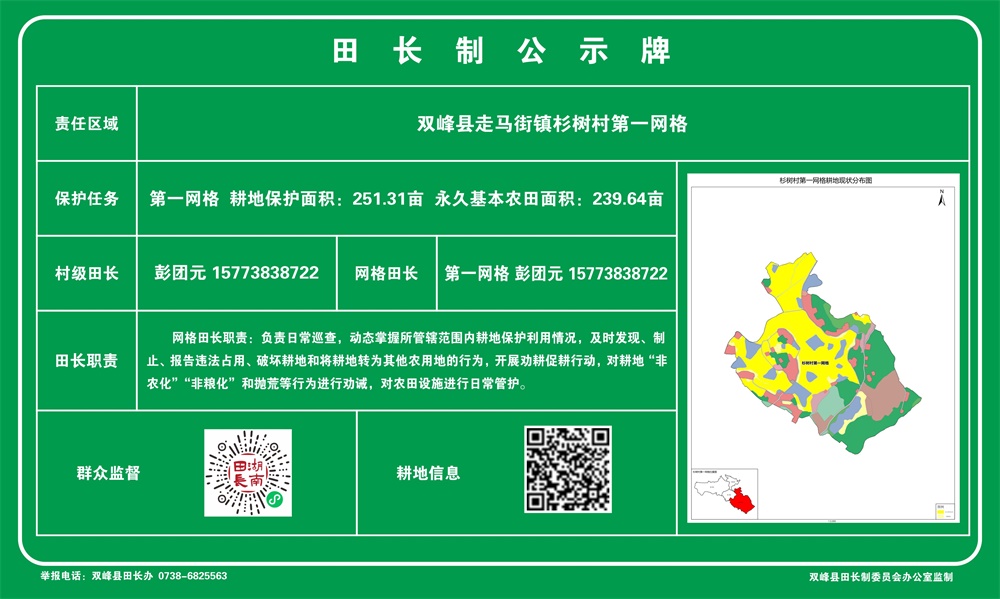 田长制公示牌
责任区域
双峰县走马街镇杉树村第一网格
保护任务
第一网格 耕地保护面积：251.31亩 永久基本农田面积：239.64亩
村级田长
彭团元 15773838722
网格田长
第一网格 彭团元 15773838722
田长职责
网格田长职责：负责日常巡查，动态掌握所管辖范围内耕地保护利用情况，及时发现、制
止、报告违法占用、破坏耕地和将耕地转为其他农用地的行为，开展劝耕促耕行动，对耕地“非
农化”“非粮化”和抛荒等行为进行劝诫，对农田设施进行日常管护。
群众监督
湖南
田長
耕地信息
杉树村第一网格耕地现状分布图
N
杉树村第一网格
举报电话：双峰县田长办 0738-6825563
双峰县田长制委员会办公室监制